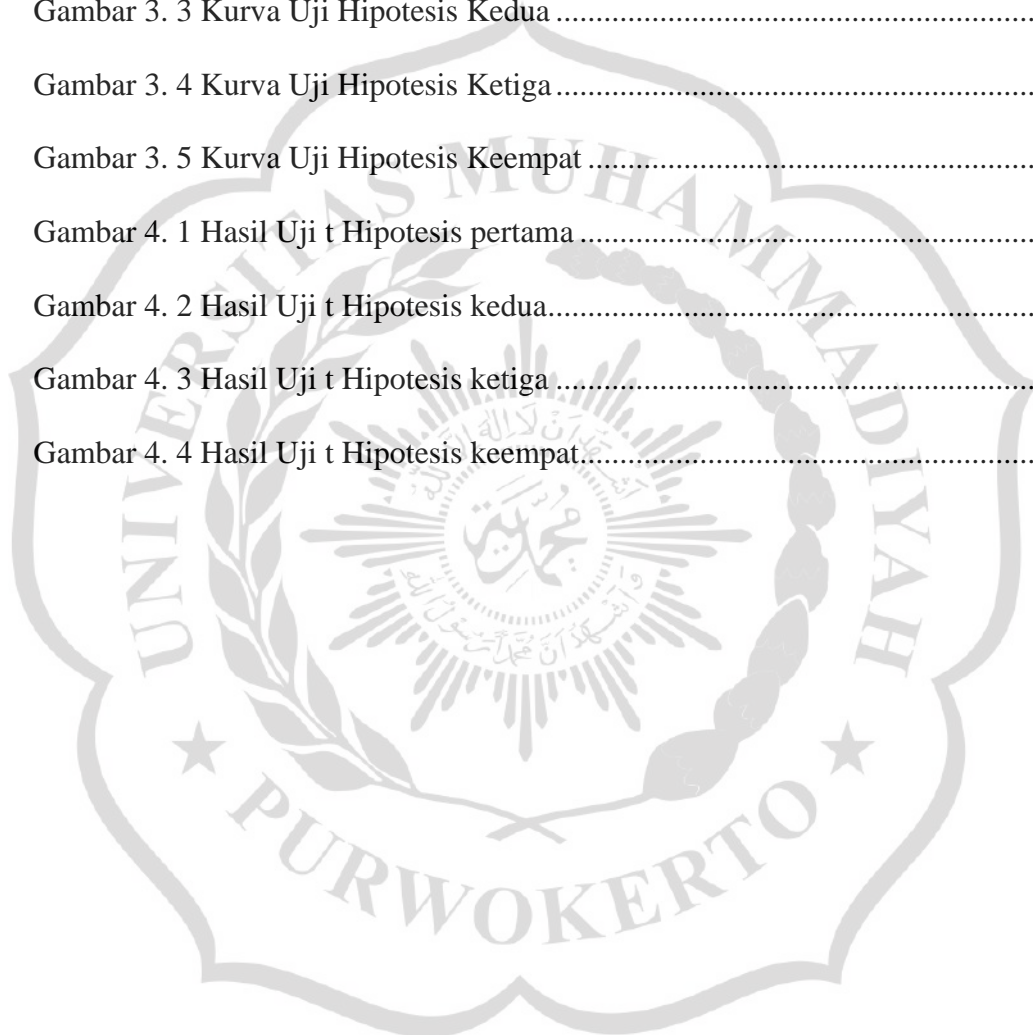 Gambar 3. 3 Kurva Uji Hipotesis Kedua ............................................................
Gambar 3. 4 Kurva Uji Hipotesis Ketiga ............................................................
Gambar 3. 5 Kurva Uji Hipotesis Keempat ........................................................
Gambar 4. 1 Hasil Uji t Hipotesis pertama .........................................................
Gambar 4. 2 Hasil Uji t Hipotesis kedua.............................................................
Gambar 4. 3 Hasil Uji t Hipotesis ketiga ............................................................
Gambar 4. 4 Hasil Uji t Hipotesis keempat.........................................................
UNIVERSITAS MUHAMMADIYAH
PURWOKERTO